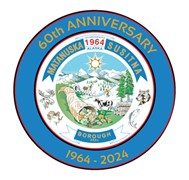 60th ANNIVERSARY
MATANUSKA SUSITNA
1964
ALASKA
BOROUGH
1964 - 2024